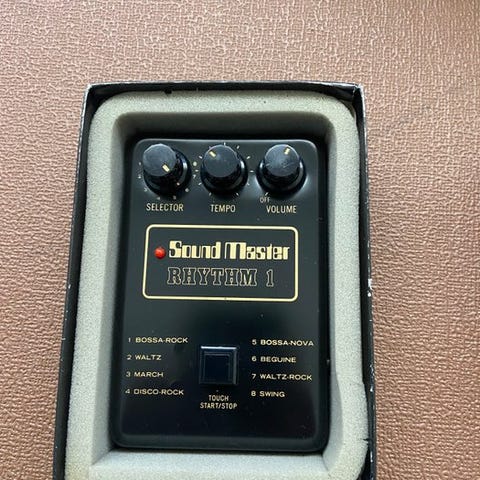 SELECTOR
TEMPO
OFF
VOLUME
Sound Master
RHYTHM 1
1 BOSSA-ROCK
2 WALTZ
3 MARCH
4 DISCO-ROCK
5 BOSSA-NOVA
6 BEGUINE
7 WALTZ-ROCK
8 SWING
TOUCH
START/STOP